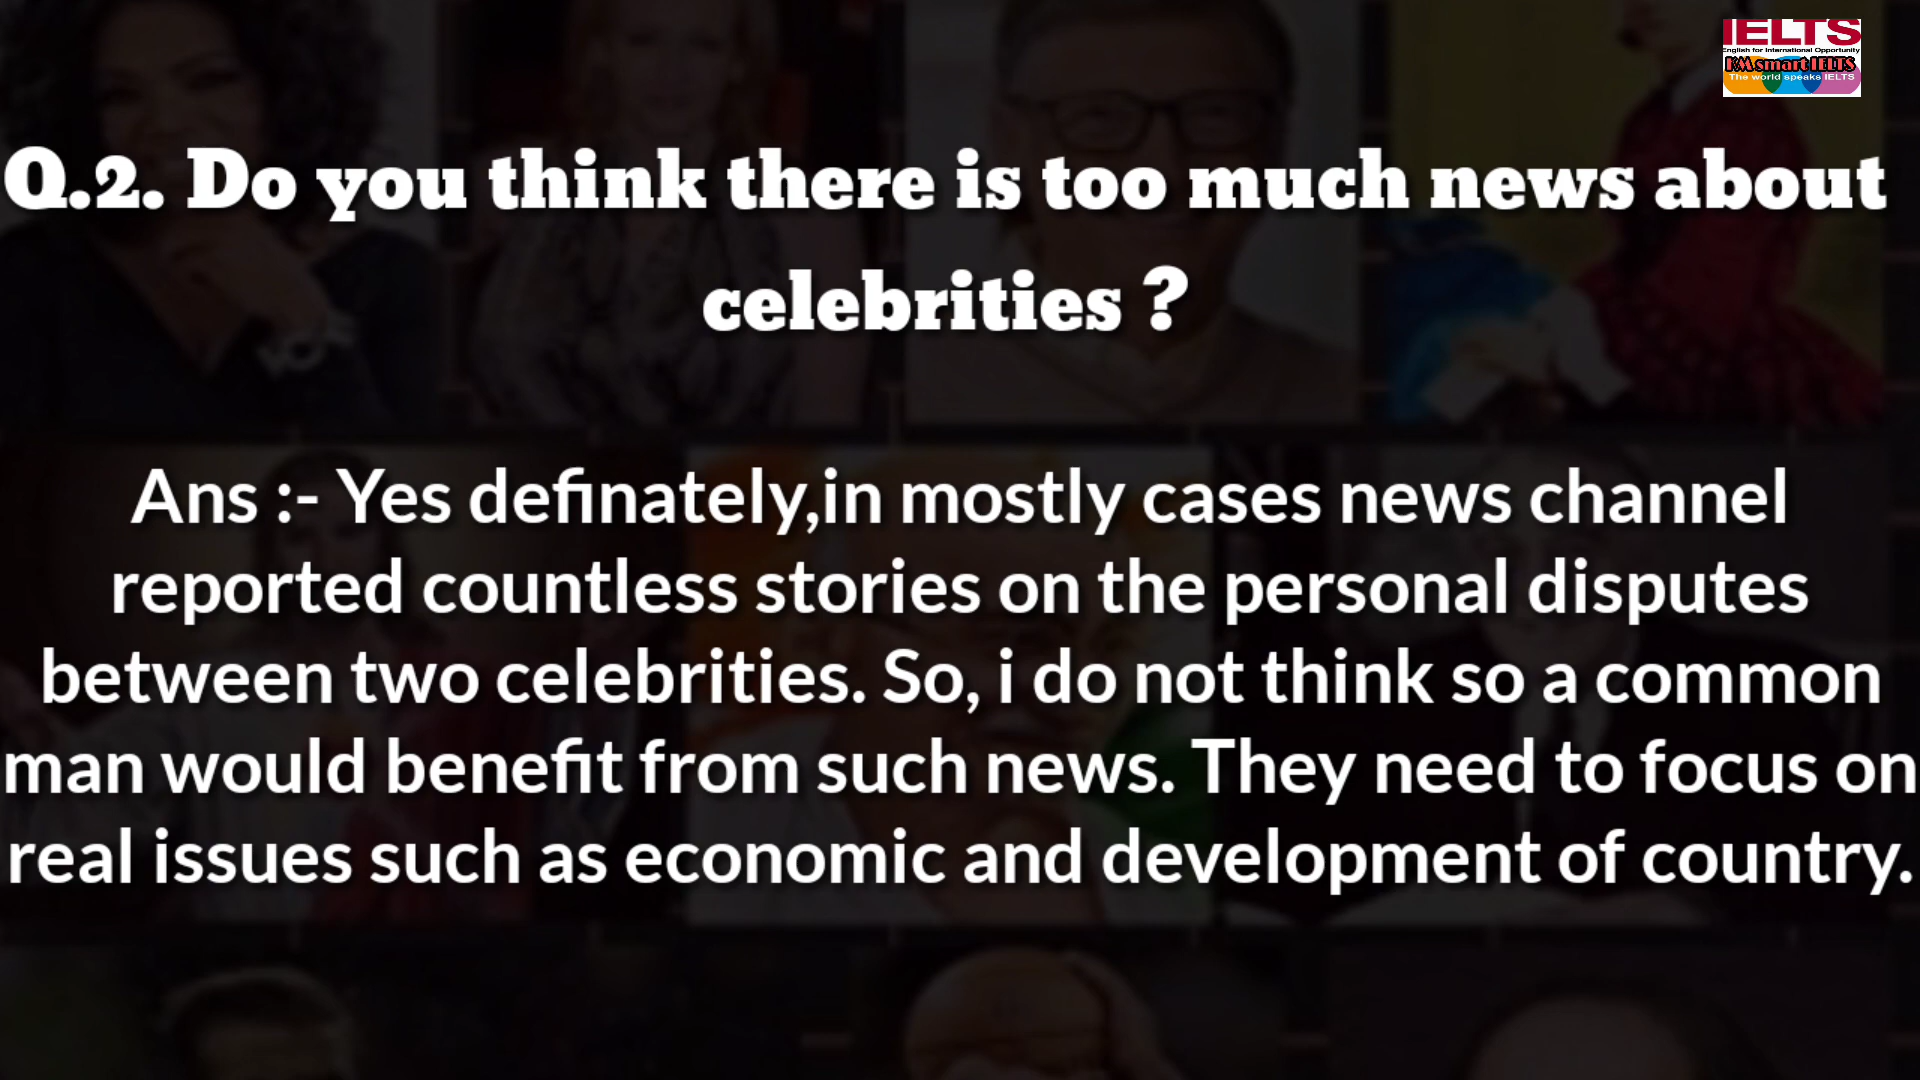 IELTS
English for International Opportunity
KM smart IELTS
The world speaks IELTS
Q.2. Do you think there is too much news about
celebrities ?
Ans :- Yes definately,in mostly cases news channel
reported countless stories on the personal disputes
between two celebrities. So, i do not think so a common
man would benefit from such news. They need to focus on
real issues such as economic and development of country.